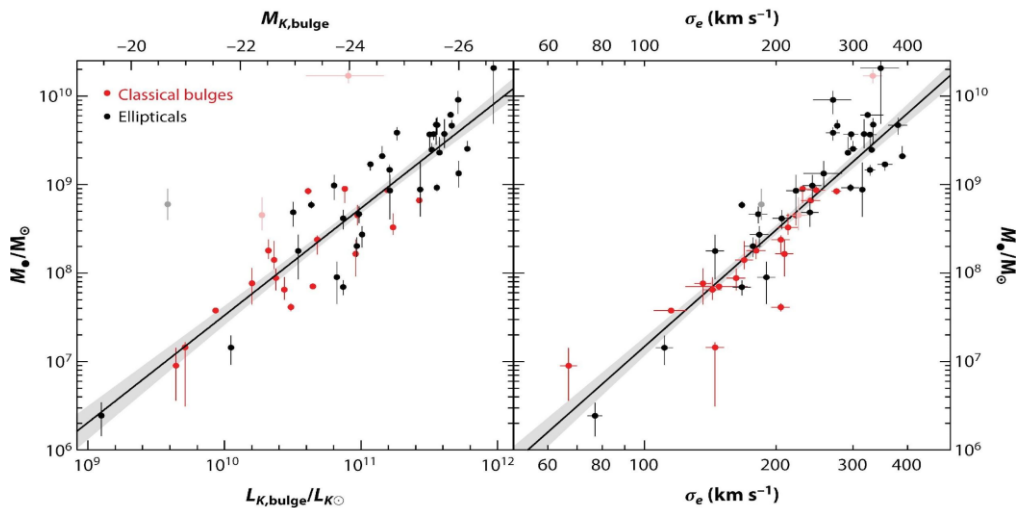 M_K,bulge
−20 −22 −24 −26
σ_e (km s⁻¹)
60 80 100 200 300 400
Classical bulges
Ellipticals
M●/M⊙
10¹⁰
10⁹
10⁸
10⁷
10⁶
10¹⁰
10⁹
10⁸
10⁷
10⁶
M●/M⊙
10⁹ 10¹⁰ 10¹¹ 10¹²
L_K,bulge/L_K⊙
60 80 100 200 300 400
σ_e (km s⁻¹)